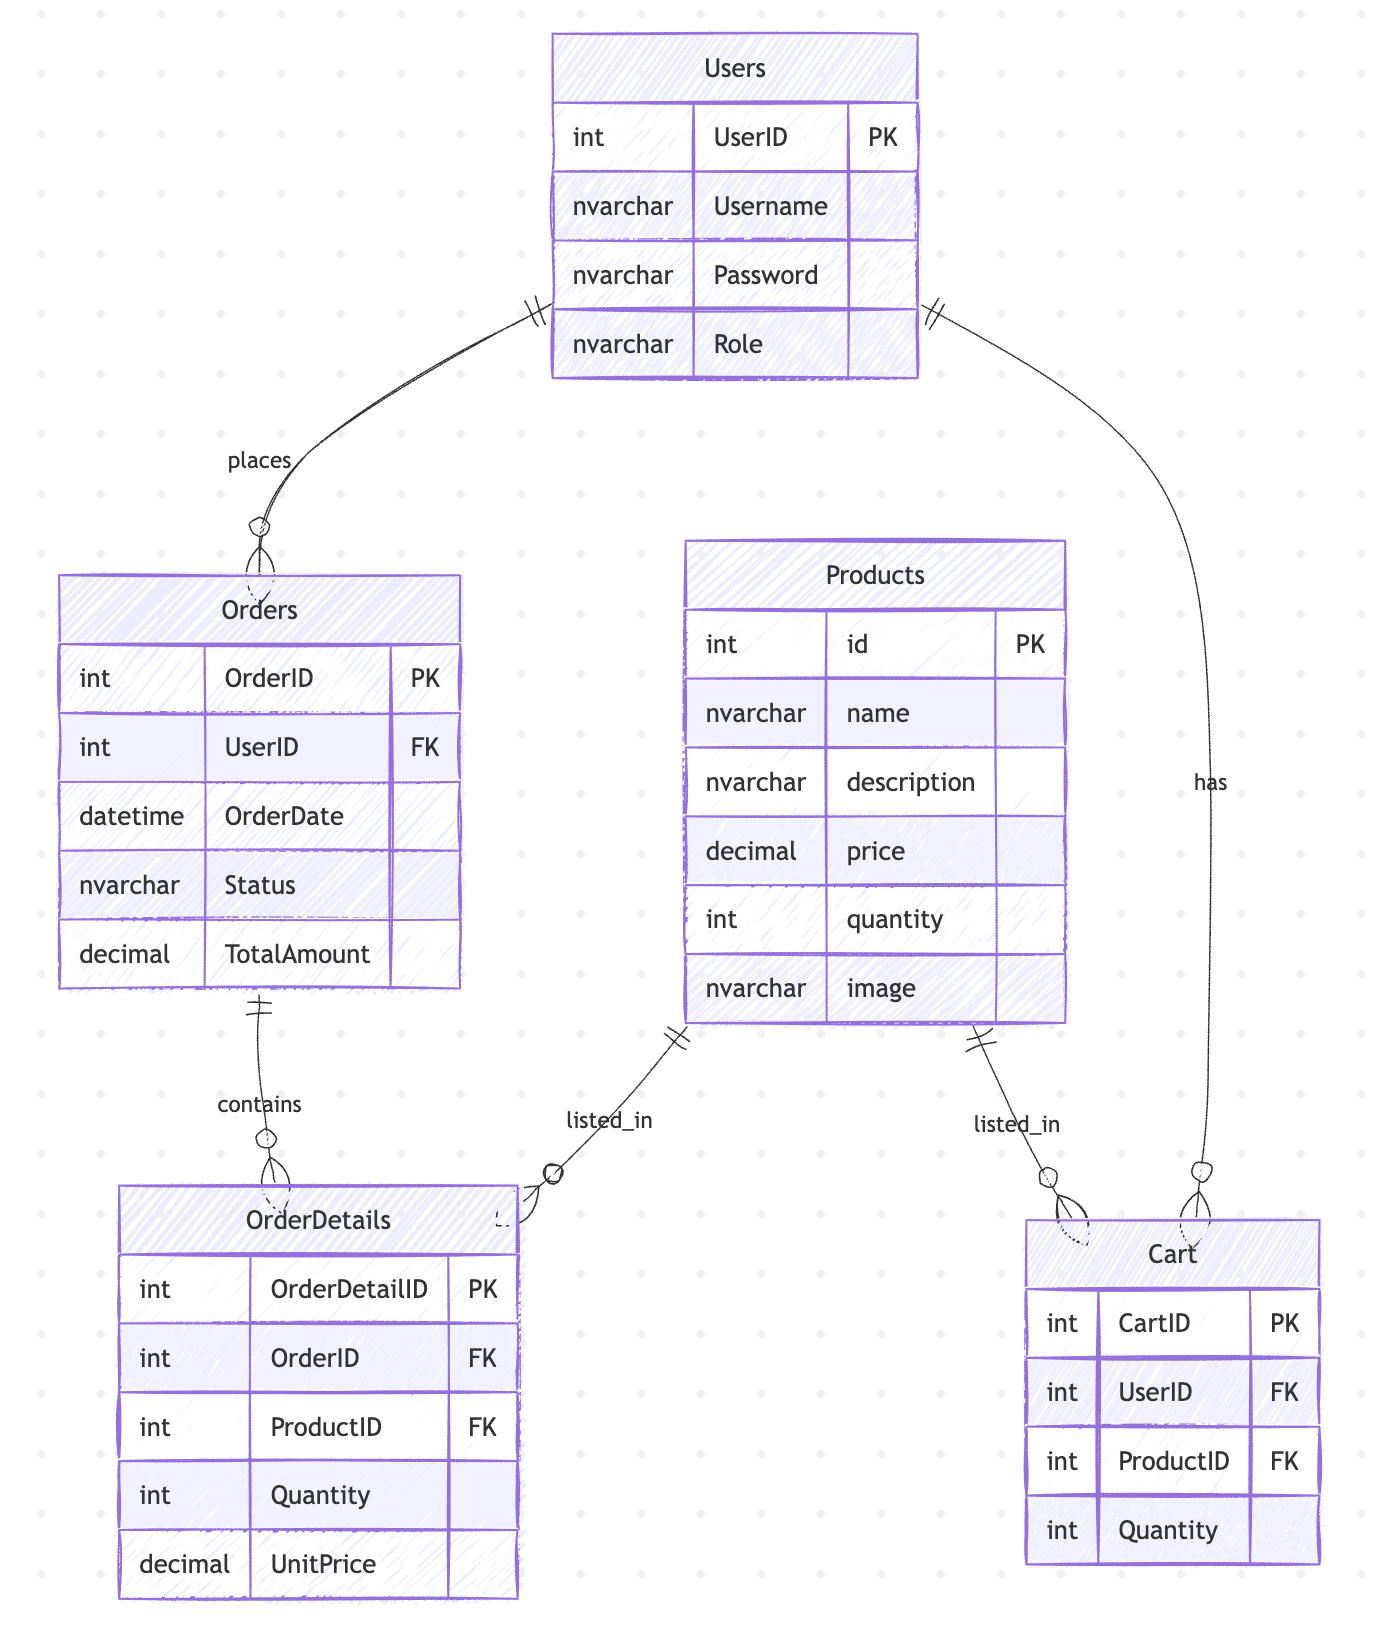 Users
int UserID PK
nvarchar Username
nvarchar Password
nvarchar Role
places
Orders
int OrderID PK
int UserID FK
datetime OrderDate
nvarchar Status
decimal TotalAmount
Products
int id PK
nvarchar name
nvarchar description
decimal price
int quantity
nvarchar image
has
contains
listed_in
listed_in
OrderDetails
int OrderDetailID PK
int OrderID FK
int ProductID FK
int Quantity
decimal UnitPrice
Cart
int CartID PK
int UserID FK
int ProductID FK
int Quantity